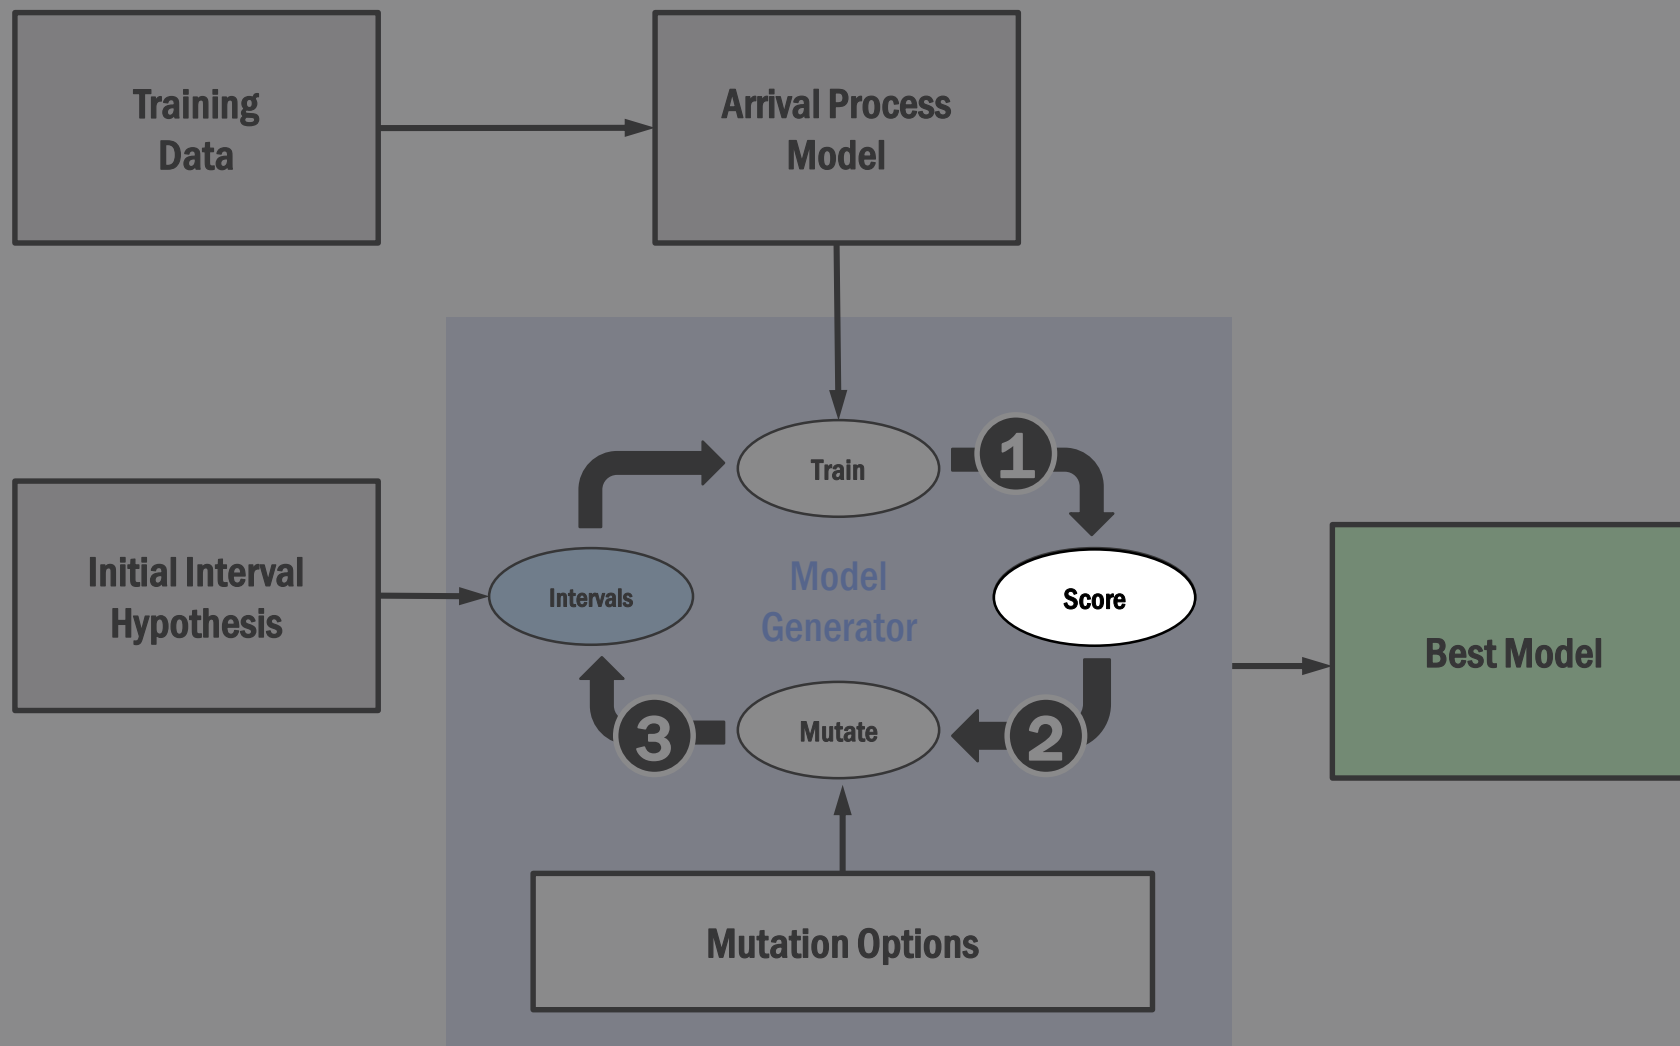 Training
Data
Arrival Process
Model
Train
1
Initial Interval
Hypothesis
Intervals
Model
Generator
Score
Best Model
3
Mutate
2
Mutation Options